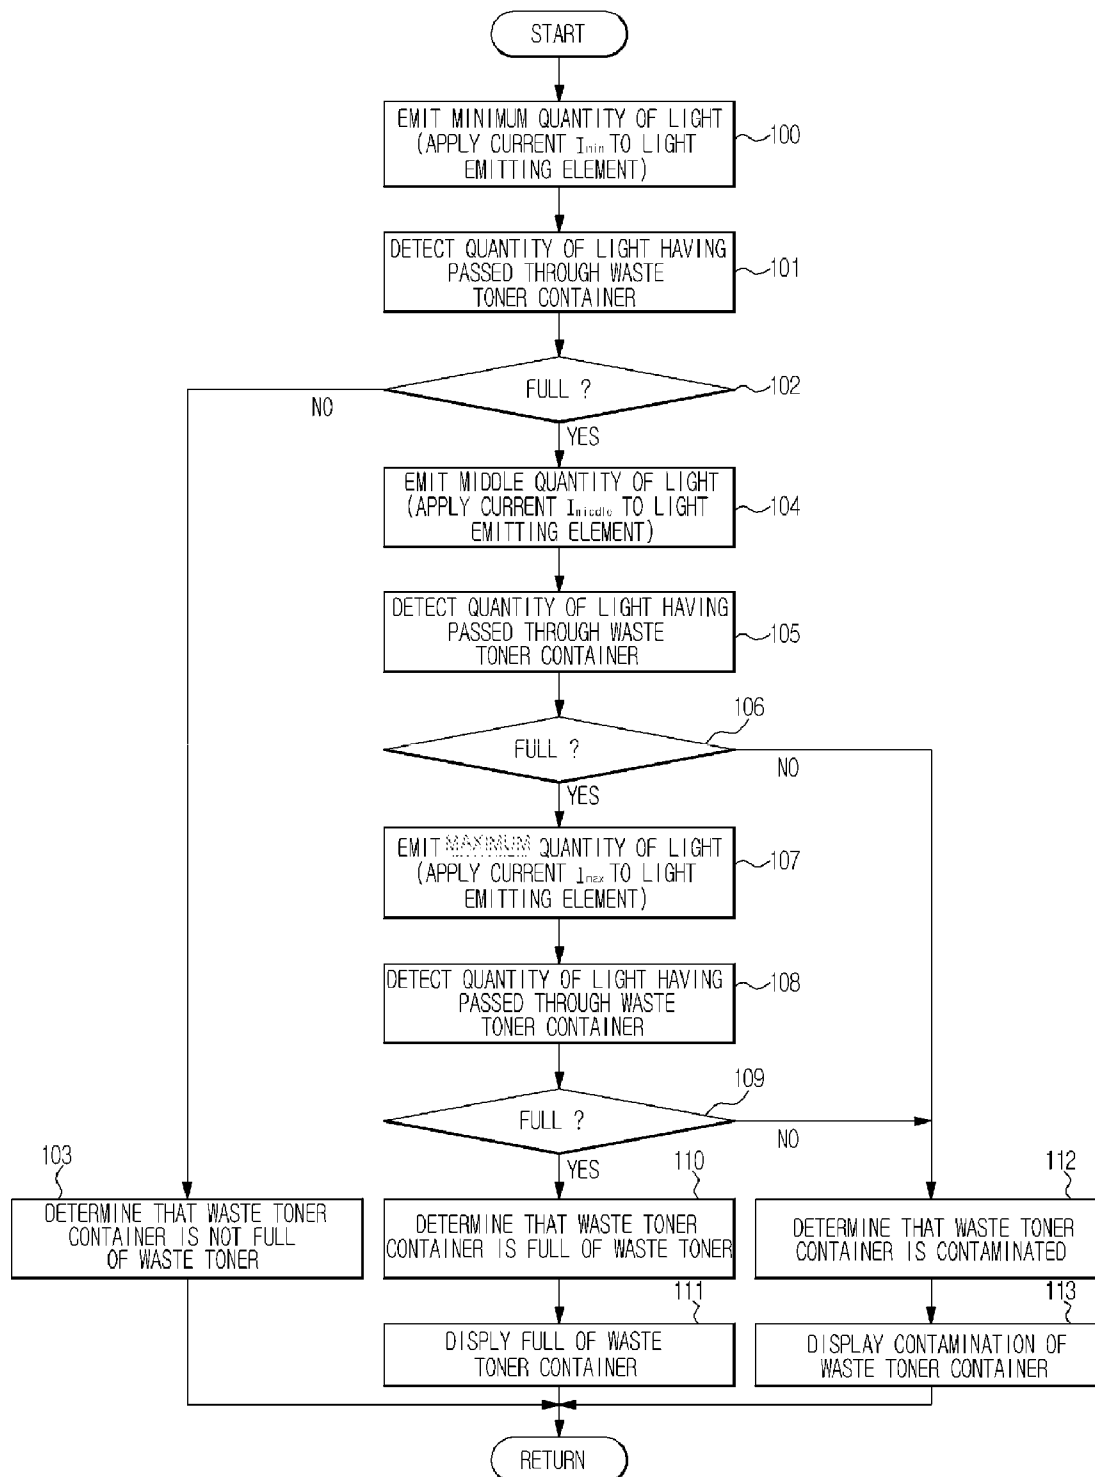 START
EMIT MINIMUM QUANTITY OF LIGHT
(APPLY CURRENT Imin TO LIGHT
EMITTING ELEMENT)
100
DETECT QUANTITY OF LIGHT HAVING
PASSED THROUGH WASTE
TONER CONTAINER
101
FULL ?
102
NO
YES
EMIT MIDDLE QUANTITY OF LIGHT
(APPLY CURRENT Imiddle TO LIGHT
EMITTING ELEMENT)
104
DETECT QUANTITY OF LIGHT HAVING
PASSED THROUGH WASTE
TONER CONTAINER
105
106
FULL ?
NO
YES
EMIT MAXIMUM QUANTITY OF LIGHT
(APPLY CURRENT Imax TO LIGHT
EMITTING ELEMENT)
107
DETECT QUANTITY OF LIGHT HAVING
PASSED THROUGH WASTE
TONER CONTAINER
108
109
FULL ?
NO
YES
103
DETERMINE THAT WASTE TONER
CONTAINER IS NOT FULL
OF WASTE TONER
110
DETERMINE THAT WASTE TONER
CONTAINER IS FULL OF WASTE TONER
112
DETERMINE THAT WASTE TONER
CONTAINER IS CONTAMINATED
111
DISPLY FULL OF WASTE
TONER CONTAINER
113
DISPLAY CONTAMINATION OF
WASTE TONER CONTAINER
RETURN